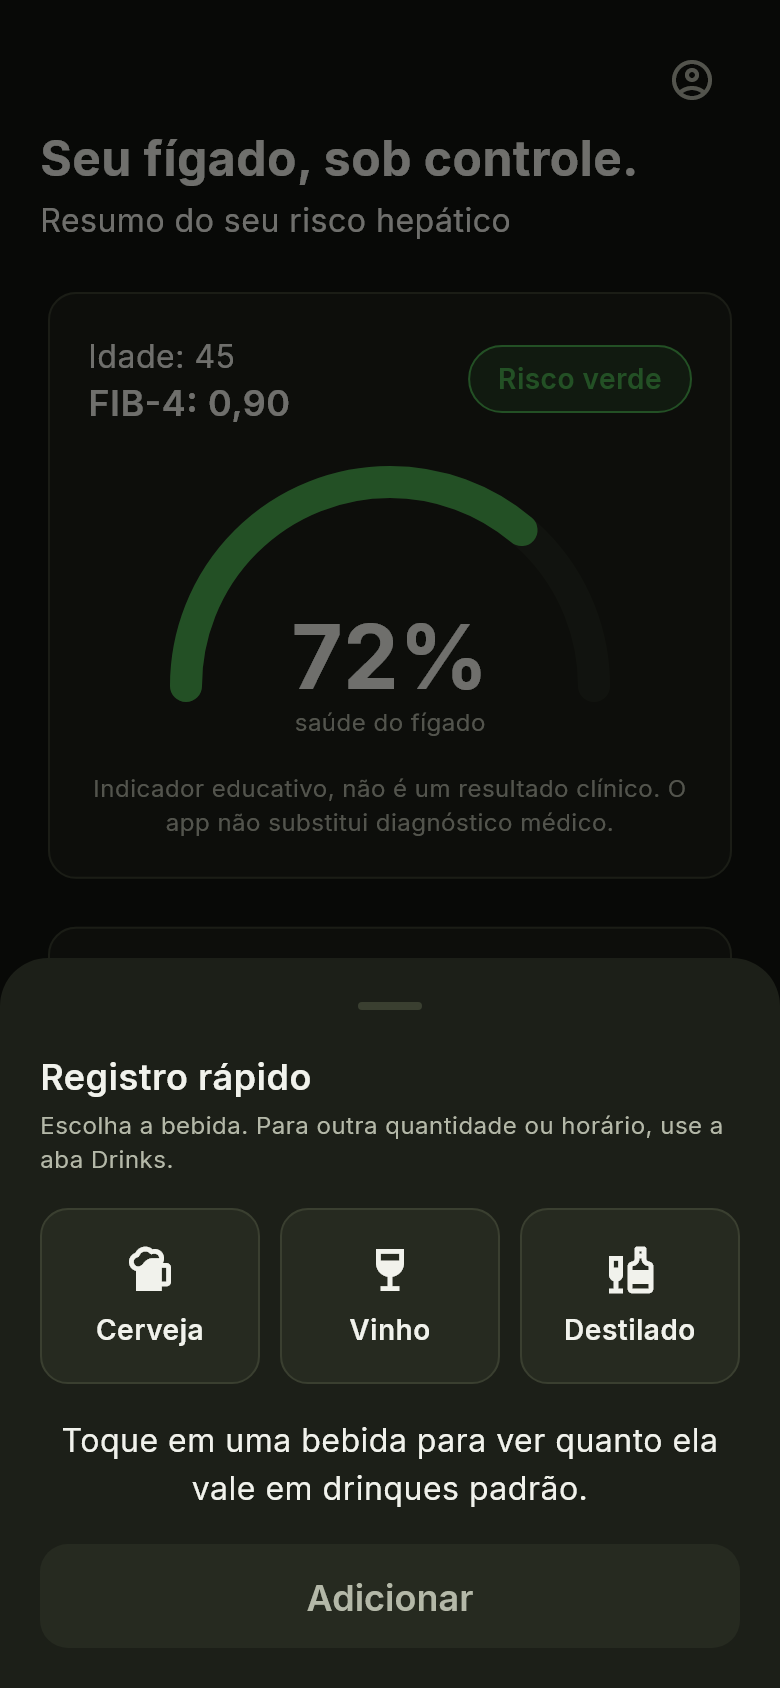 Seu fígado, sob controle.
Resumo do seu risco hepático
Idade: 45
FIB-4: 0,90
Risco verde
72%
saúde do fígado
Indicador educativo, não é um resultado clínico. O
app não substitui diagnóstico médico.
Registro rápido
Escolha a bebida. Para outra quantidade ou horário, use a
aba Drinks.
Cerveja
Vinho
Destilado
Toque em uma bebida para ver quanto ela
vale em drinques padrão.
Adicionar